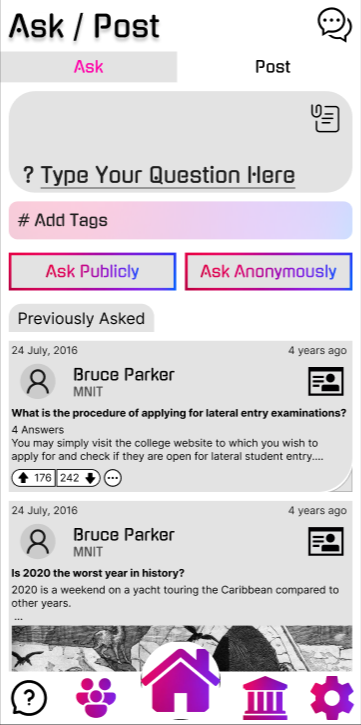 Ask / Post
Ask
Post
? Type Your Question Here
# Add Tags
Ask Publicly
Ask Anonymously
Previously Asked
24 July, 2016
4 years ago
Bruce Parker
MNIT
What is the procedure of applying for lateral entry examinations?
4 Answers
You may simply visit the college website to which you wish to
apply for and check if they are open for lateral student entry....
176
242
24 July, 2016
4 years ago
Bruce Parker
MNIT
Is 2020 the worst year in history?
2020 is a weekend on a yacht touring the Caribbean compared to
other years.
...
?